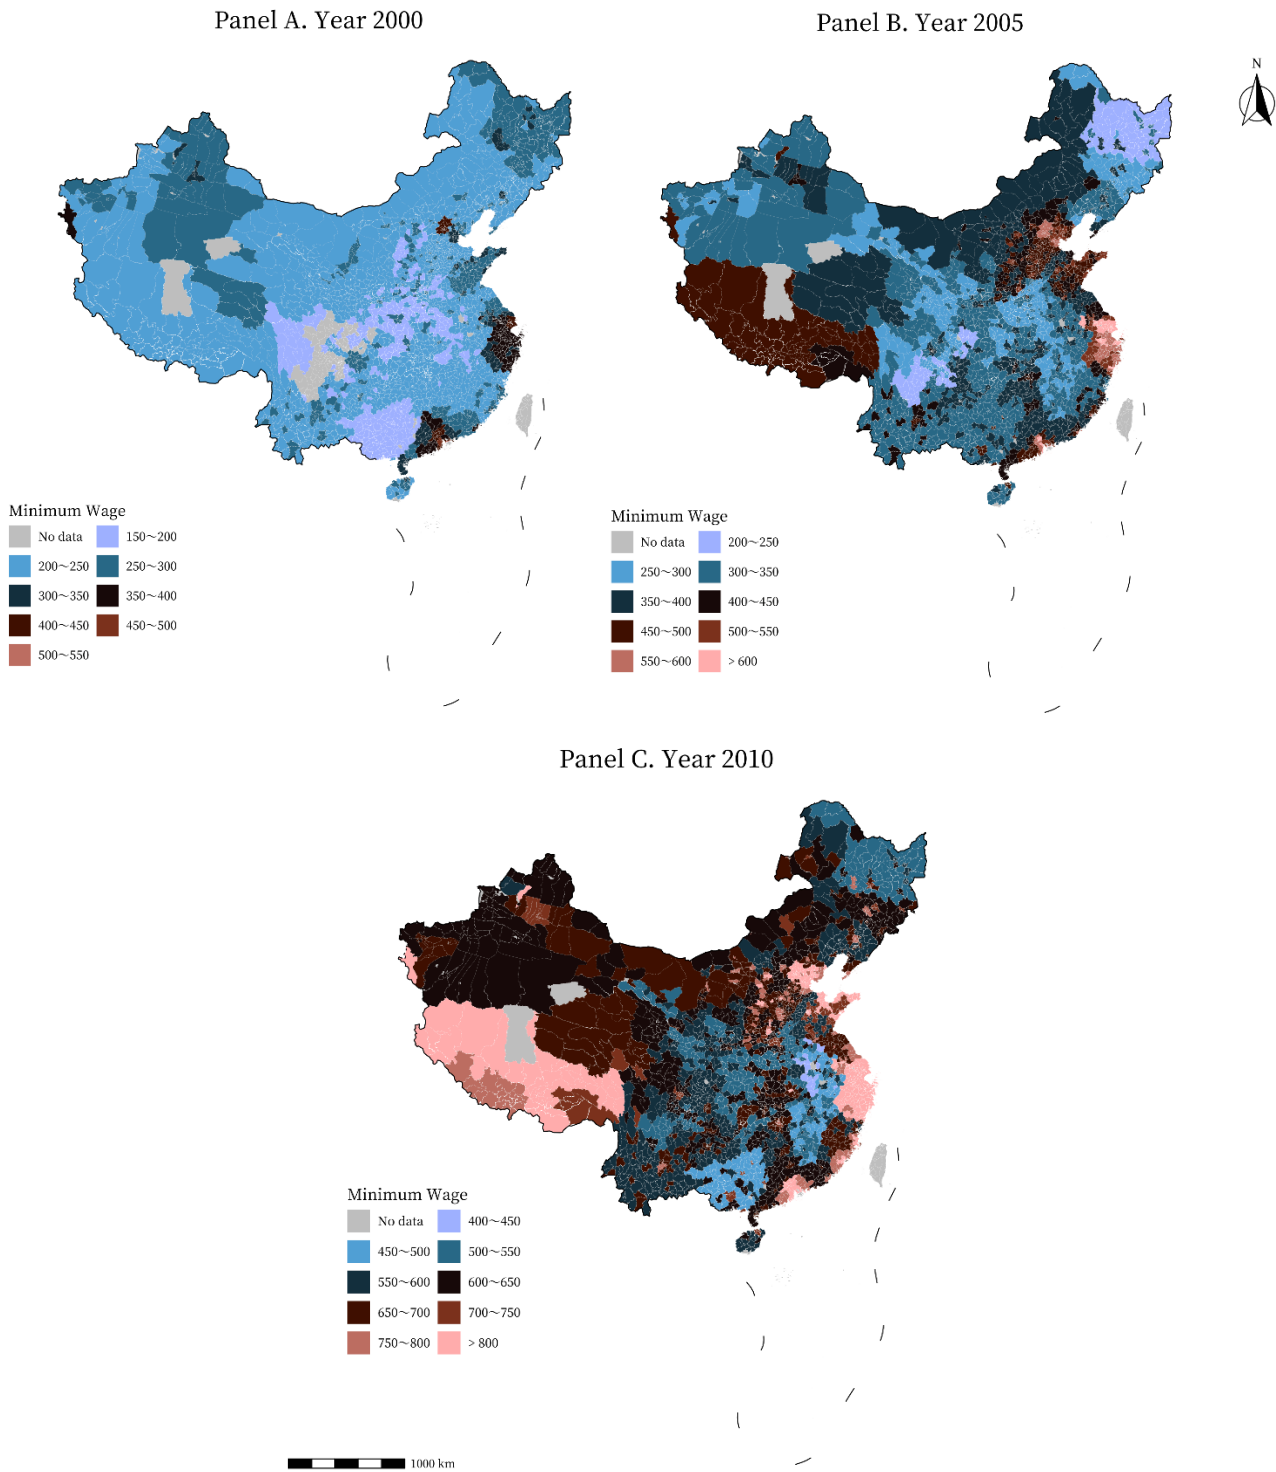 Panel A. Year 2000
Panel B. Year 2005
N
Minimum Wage
No data 150～200
200～250 250～300
300～350 350～400
400～450 450～500
500～550
Minimum Wage
No data 200～250
250～300 300～350
350～400 400～450
450～500 500～550
550～600 > 600
Panel C. Year 2010
Minimum Wage
No data 400～450
450～500 500～550
550～600 600～650
650～700 700～750
750～800 > 800
1000 km